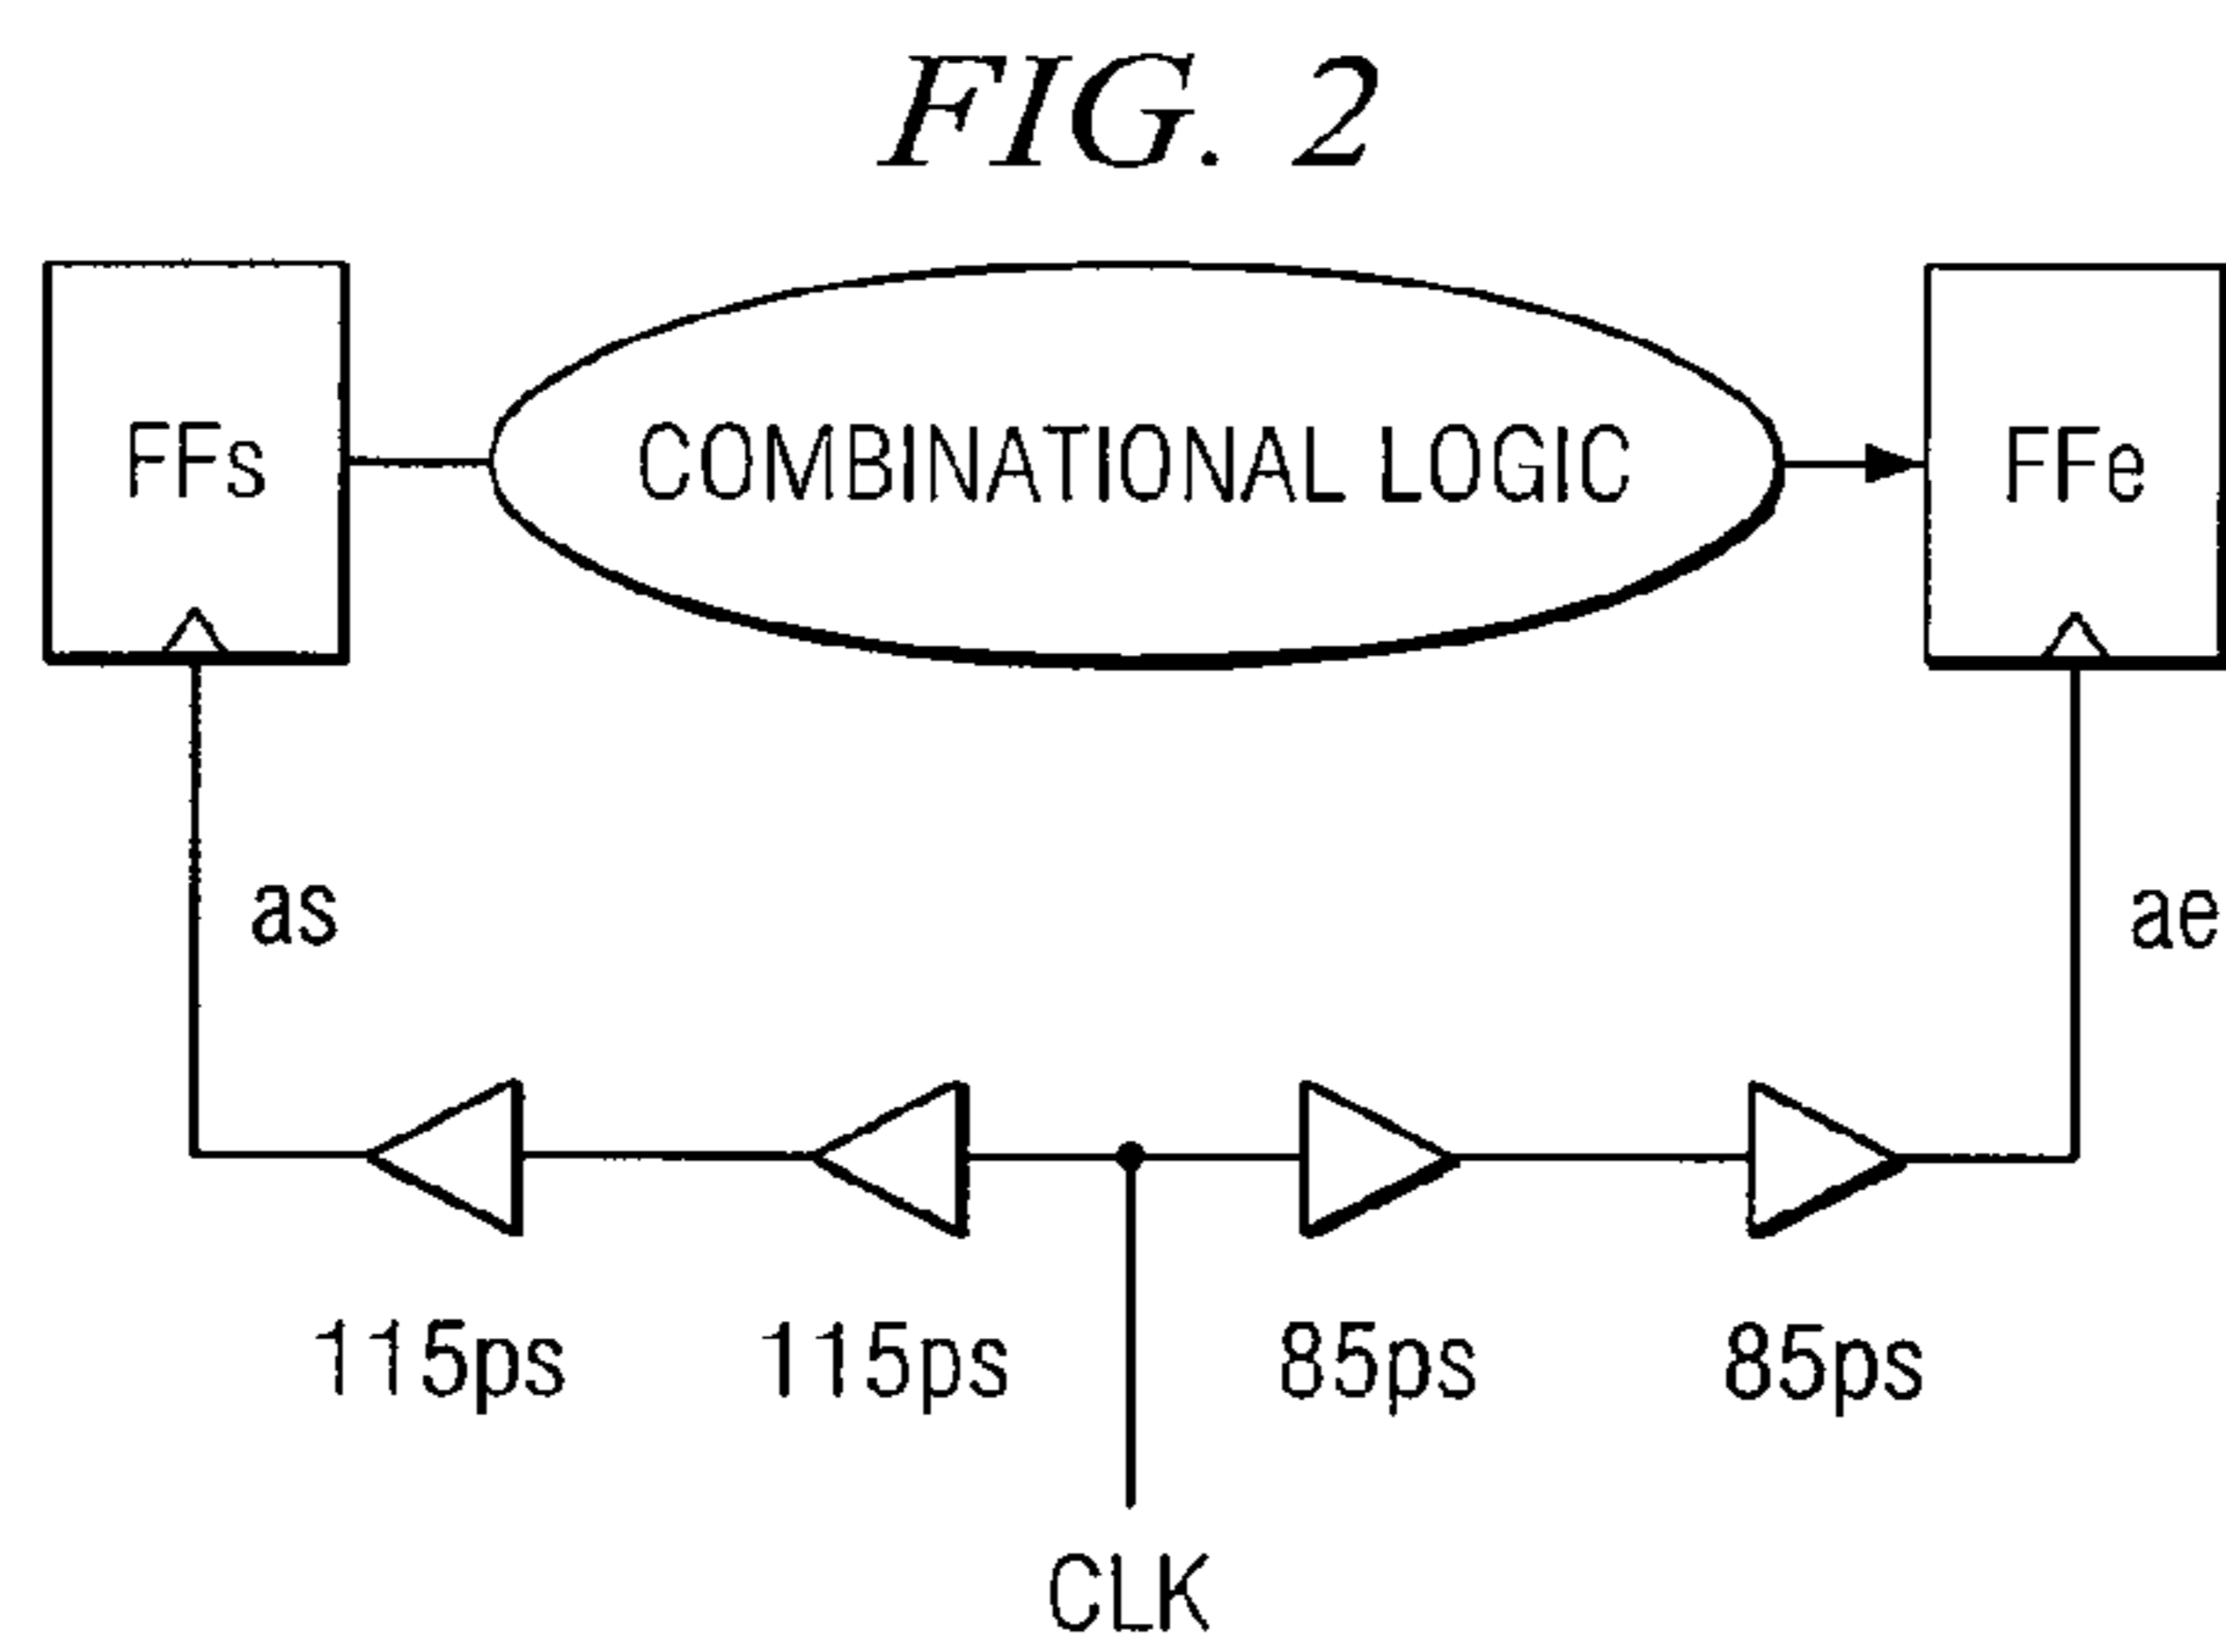 FIG. 2
FFs
COMBINATIONAL LOGIC
FFe
as
ae
115ps
115ps
85ps
85ps
CLK